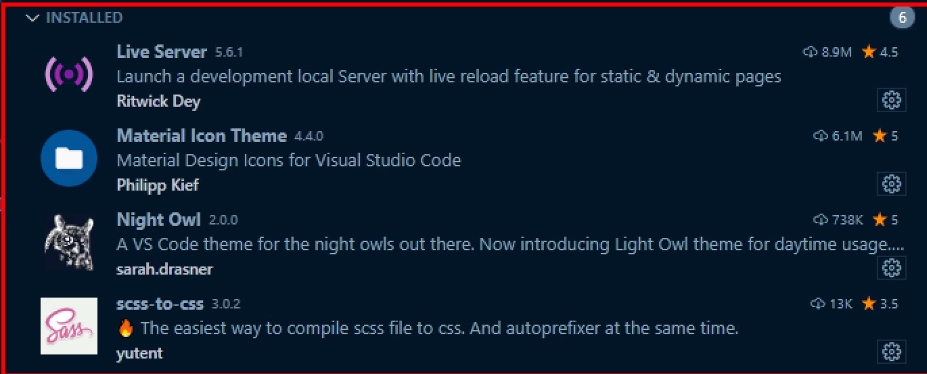 INSTALLED 6
Live Server 5.6.1 8.9M 4.5
Launch a development local Server with live reload feature for static & dynamic pages
Ritwick Dey
Material Icon Theme 4.4.0 6.1M 5
Material Design Icons for Visual Studio Code
Philipp Kief
Night Owl 2.0.0 738K 5
A VS Code theme for the night owls out there. Now introducing Light Owl theme for daytime usage....
sarah.drasner
scss-to-css 3.0.2 13K 3.5
Sass
🔥 The easiest way to compile scss file to css. And autoprefixer at the same time.
yutent